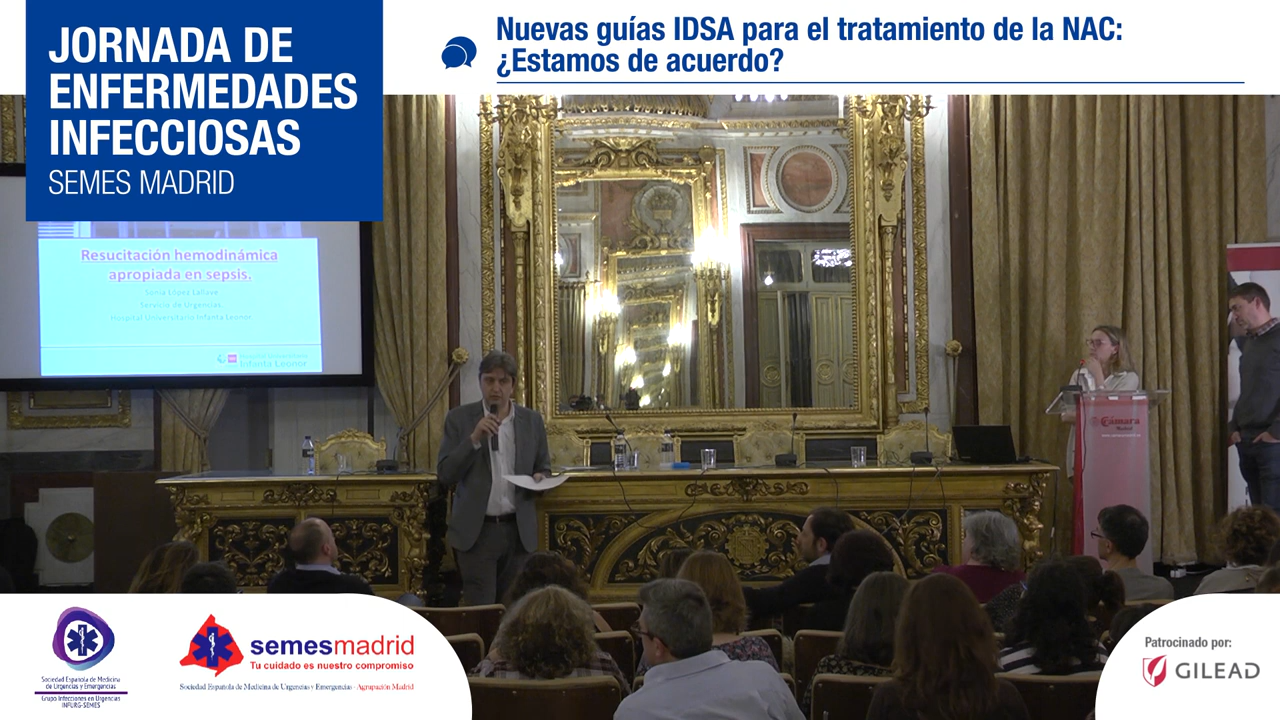 JORNADA DE
ENFERMEDADES
INFECCIOSAS
SEMES MADRID
Nuevas guías IDSA para el tratamiento de la NAC:
¿Estamos de acuerdo?
Resucitación hemodinámica
apropiada en sepsis.
Sonia López Lallave
Servicio de Urgencias.
Hospital Universitario Infanta Leonor
Infanta Leonor
Cámara
Madrid
Sociedad Española de Medicina
de Urgencias y Emergencias
Grupo Infecciones en Urgencias
INFURG-SEMES
semesmadrid
Tu cuidado es nuestro compromiso
Sociedad Española de Medicina de Urgencias y Emergencias - Agrupación Madrid
Patrocinado por:
GILEAD